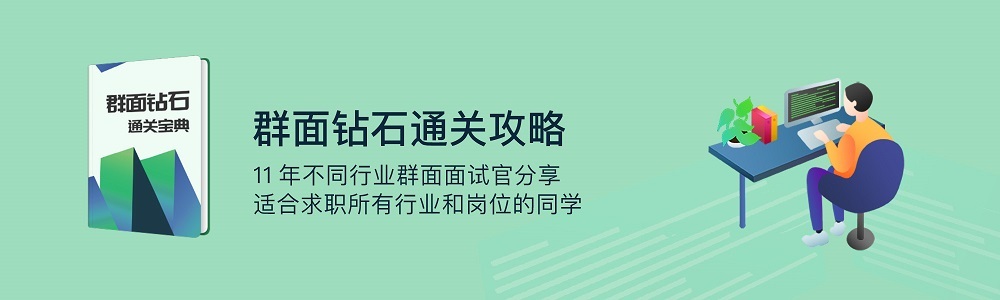 群面钻石
通关宝典
群面钻石通关攻略
11 年不同行业群面面试官分享
适合求职所有行业和岗位的同学